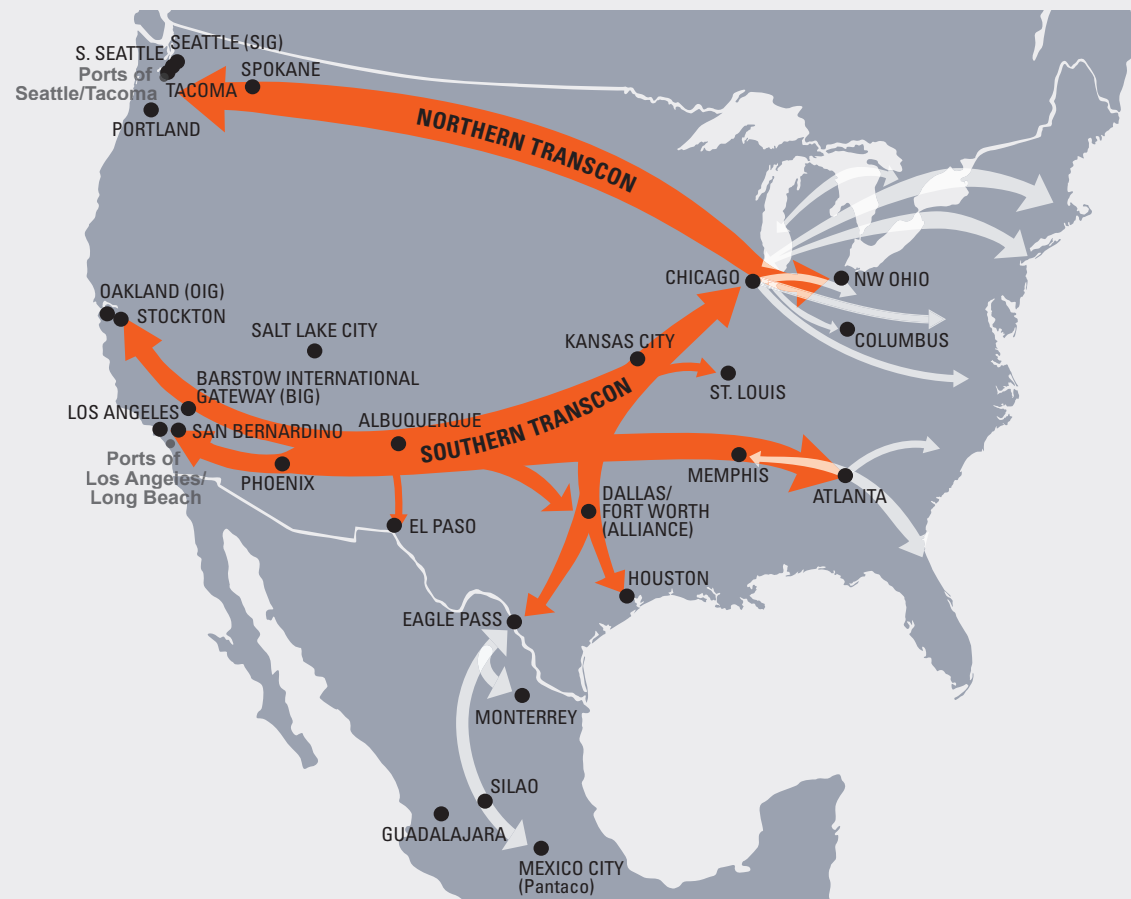 SEATTLE (SIG)
S. SEATTLE
Ports of
Seattle/Tacoma
SPOKANE
TACOMA
PORTLAND
NORTHERN TRANSCON
CHICAGO
NW OHIO
OAKLAND (OIG)
STOCKTON
SALT LAKE CITY
KANSAS CITY
COLUMBUS
BARSTOW INTERNATIONAL
GATEWAY (BIG)
ST. LOUIS
LOS ANGELES
SAN BERNARDINO
ALBUQUERQUE
SOUTHERN TRANSCON
Ports of
Los Angeles/
Long Beach
PHOENIX
MEMPHIS
ATLANTA
EL PASO
DALLAS/
FORT WORTH
(ALLIANCE)
HOUSTON
EAGLE PASS
MONTERREY
SILAO
GUADALAJARA
MEXICO CITY
(Pantaco)